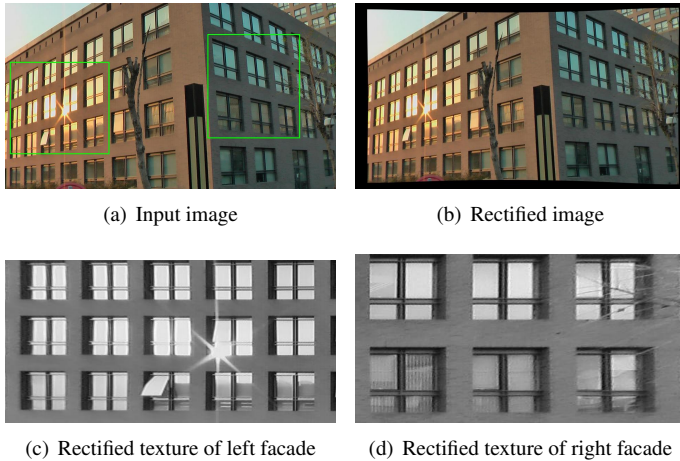 (a) Input image
(b) Rectified image
(c) Rectified texture of left facade
(d) Rectified texture of right facade